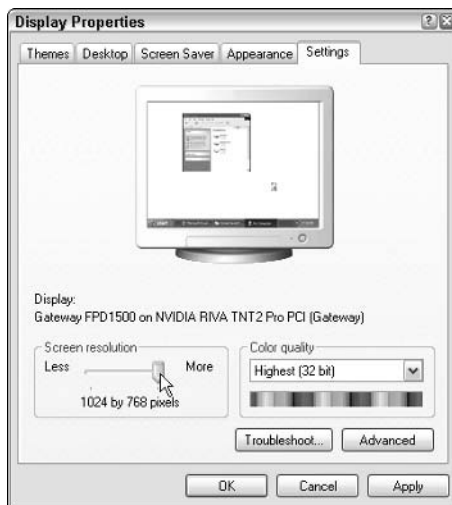 Display Properties
Themes Desktop Screen Saver Appearance Settings
Display:
Gateway FPD1500 on NVIDIA RIVA TNT2 Pro PCI (Gateway)
Screen resolution
Less More
1024 by 768 pixels
Color quality
Highest (32 bit)
Troubleshoot... Advanced
OK Cancel Apply